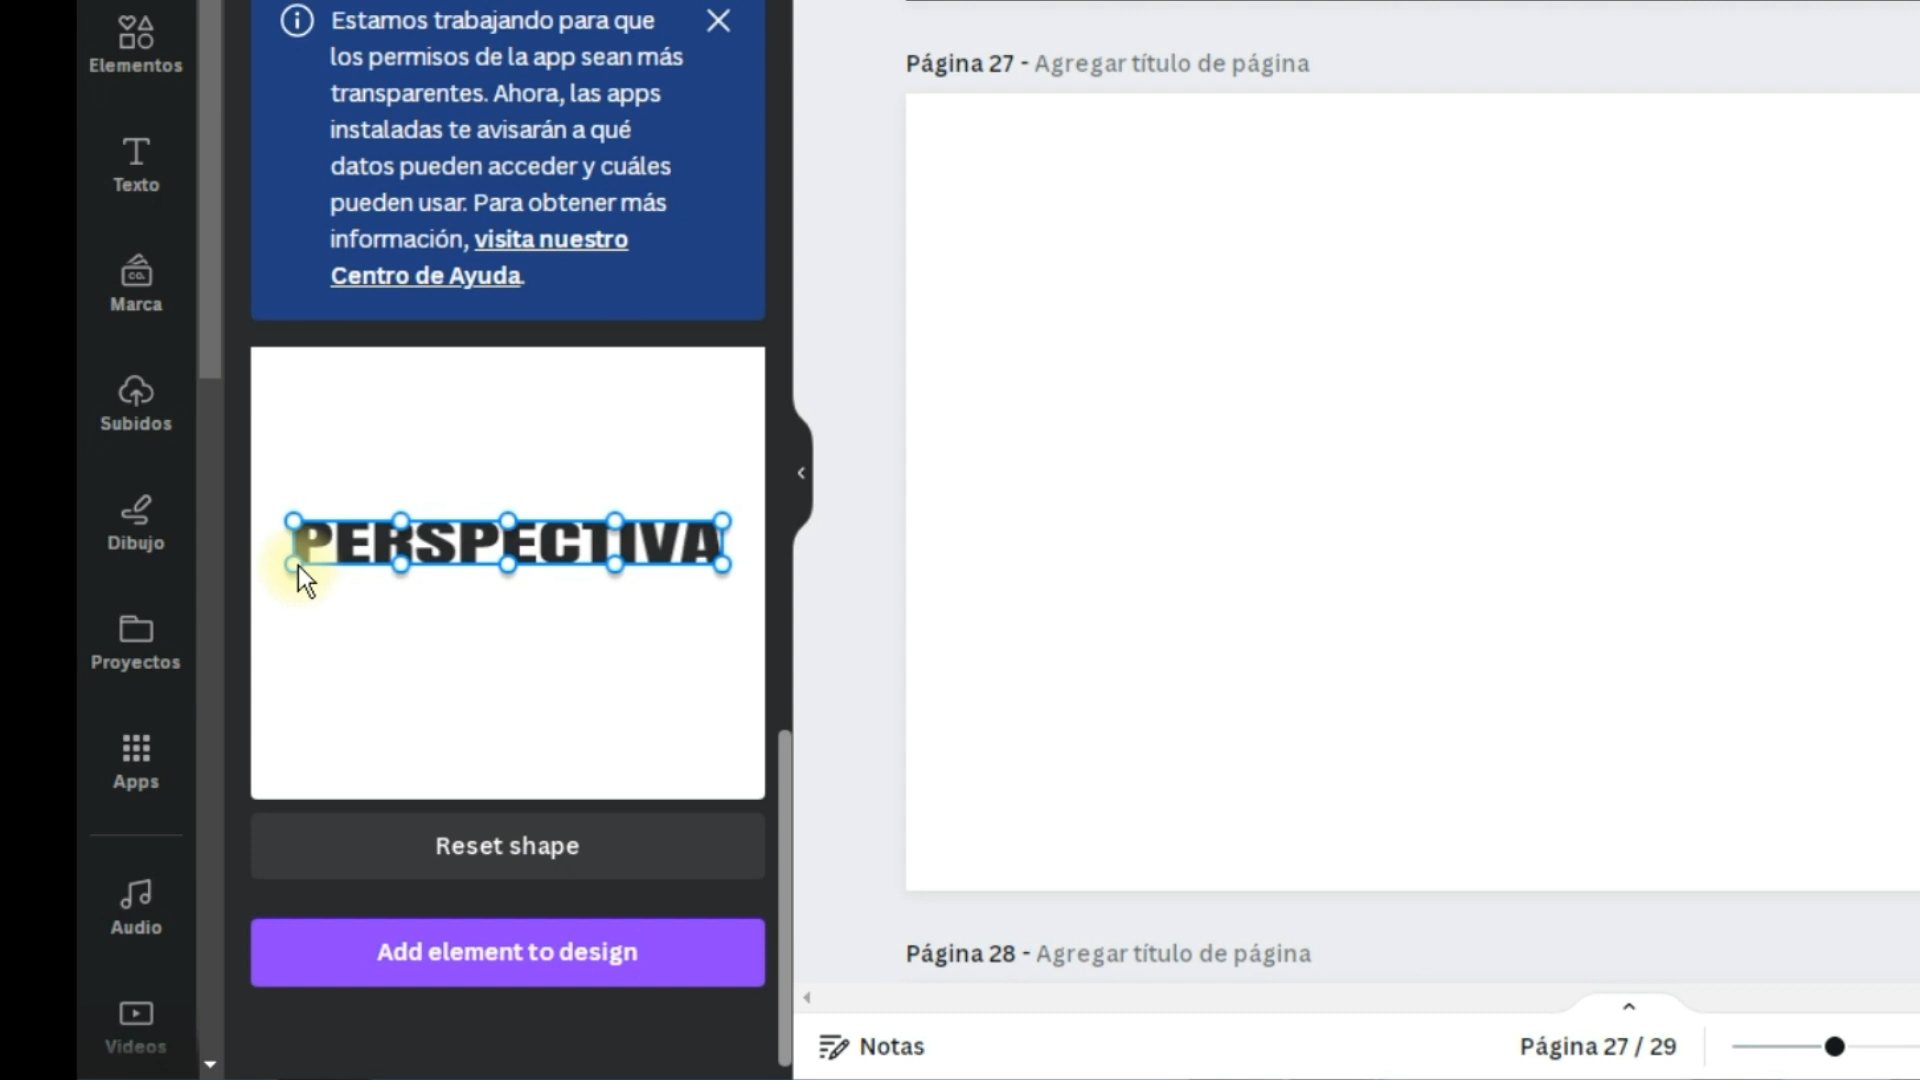 Elementos
Texto
Marca
CO.
Subidos
Dibujo
Proyectos
Apps
Audio
Videos
Estamos trabajando para que
los permisos de la app sean más
transparentes. Ahora, las apps
instaladas te avisarán a qué
datos pueden acceder y cuáles
pueden usar. Para obtener más
información, visita nuestro
Centro de Ayuda.
PERSPECTIVA
Reset shape
Add element to design
Página 27 - Agregar título de página
Página 28 - Agregar título de página
Notas
Página 27 / 29